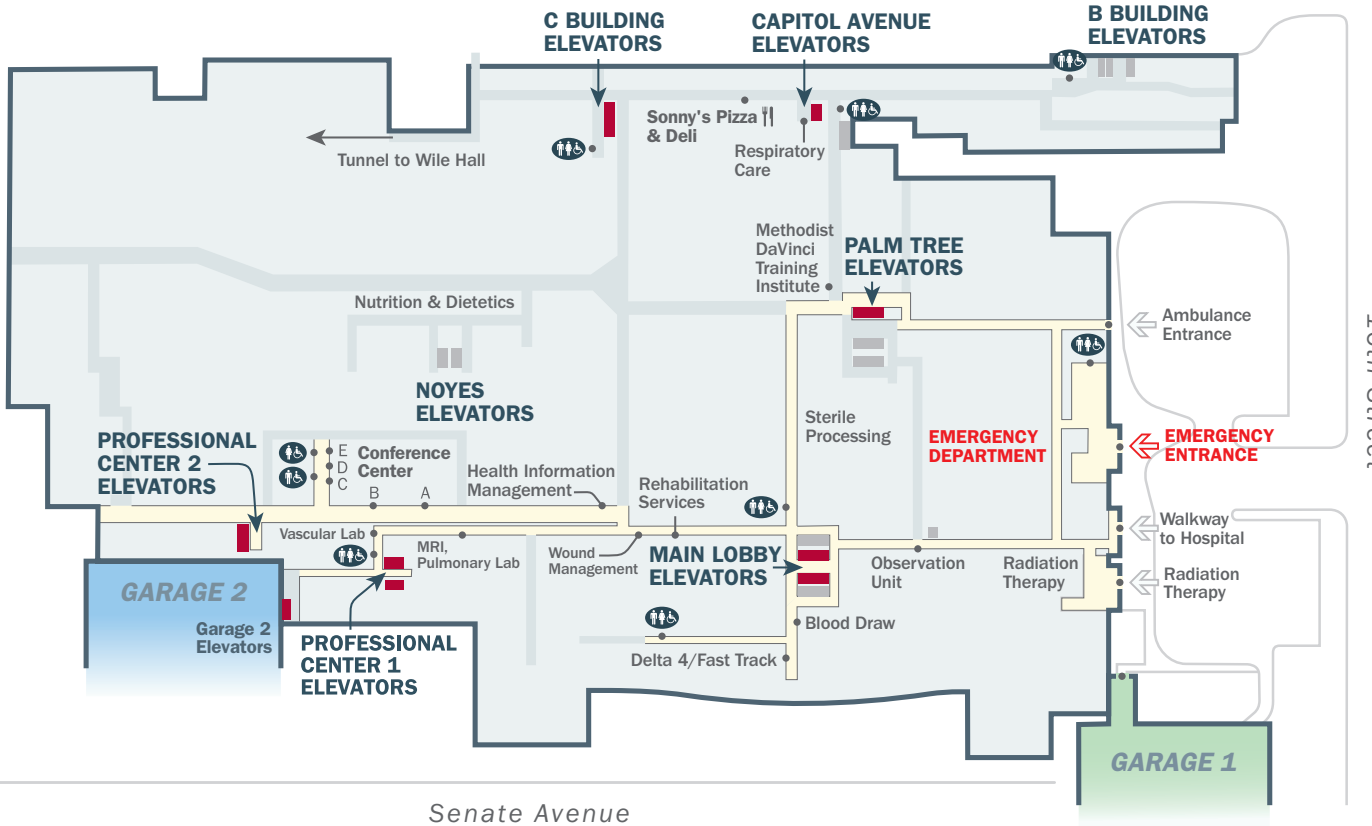 C BUILDING
ELEVATORS
CAPITOL AVENUE
ELEVATORS
B BUILDING
ELEVATORS
Sonny's Pizza
& Deli
Respiratory
Care
Tunnel to Wile Hall
Methodist
DaVinci
Training
Institute
PALM TREE
ELEVATORS
Nutrition & Dietetics
Ambulance
Entrance
NOYES
ELEVATORS
Sterile
Processing
EMERGENCY
DEPARTMENT
EMERGENCY
ENTRANCE
PROFESSIONAL
CENTER 2
ELEVATORS
E
D
C
Conference
Center
B
A
Health Information
Management
Rehabilitation
Services
Vascular Lab
MRI,
Pulmonary Lab
Wound
Management
MAIN LOBBY
ELEVATORS
Observation
Unit
Radiation
Therapy
Walkway
to Hospital
Radiation
Therapy
GARAGE 2
Garage 2
Elevators
PROFESSIONAL
CENTER 1
ELEVATORS
Blood Draw
Delta 4/Fast Track
GARAGE 1
Senate Avenue